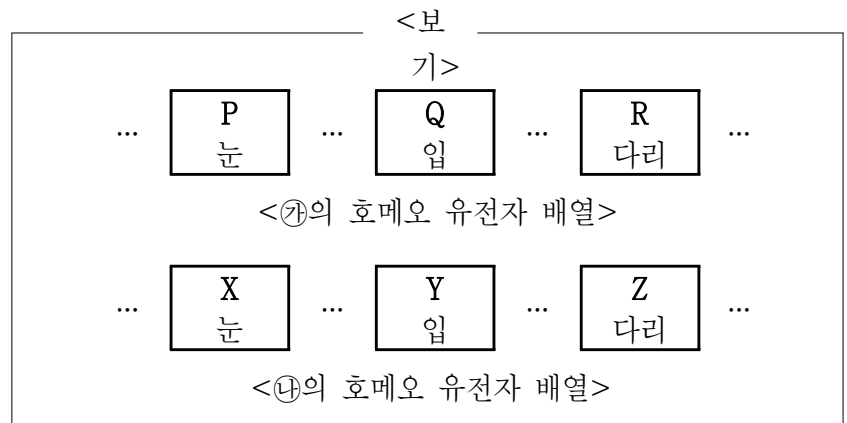 <보
기>
... P ... Q ... R ...
눈 입 다리
<㉮의 호메오 유전자 배열>
... X ... Y ... Z ...
눈 입 다리
<㉯의 호메오 유전자 배열>